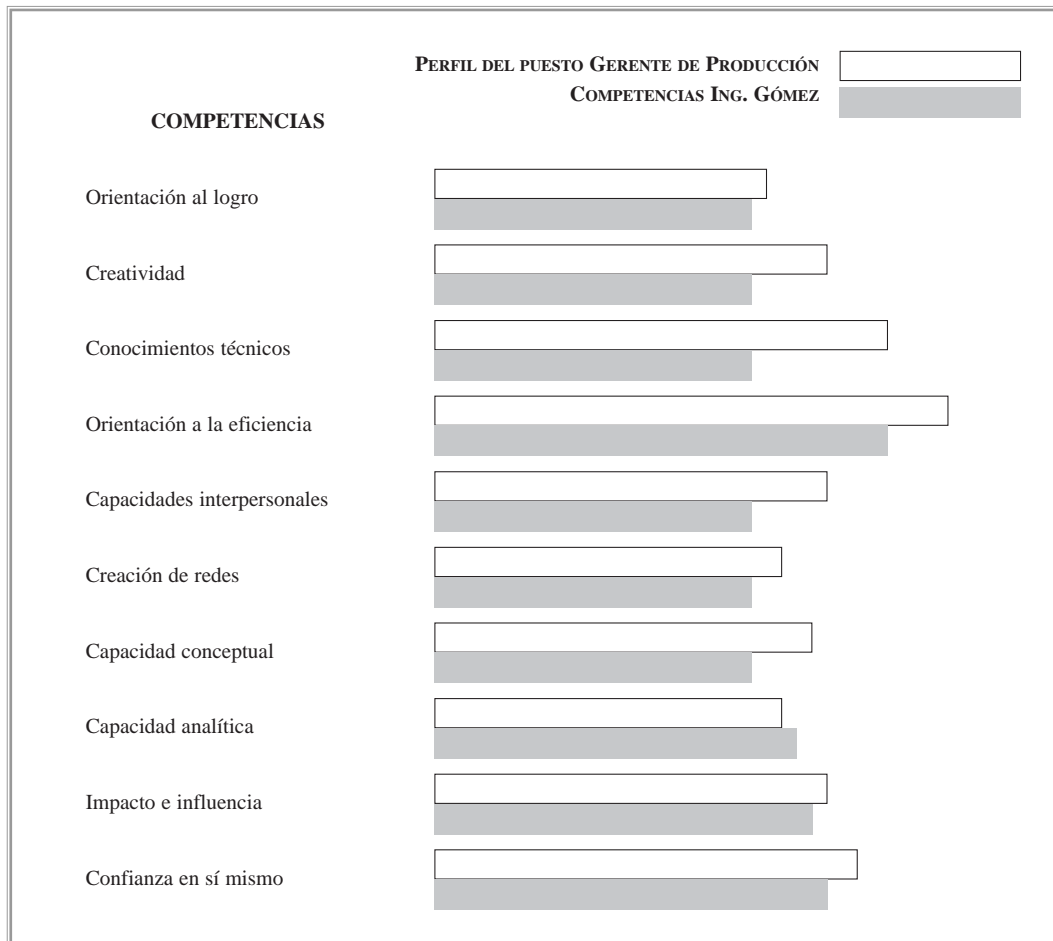 PERFIL DEL PUESTO GERENTE DE PRODUCCIÓN
COMPETENCIAS ING. GÓMEZ
COMPETENCIAS
Orientación al logro
Creatividad
Conocimientos técnicos
Orientación a la eficiencia
Capacidades interpersonales
Creación de redes
Capacidad conceptual
Capacidad analítica
Impacto e influencia
Confianza en sí mismo